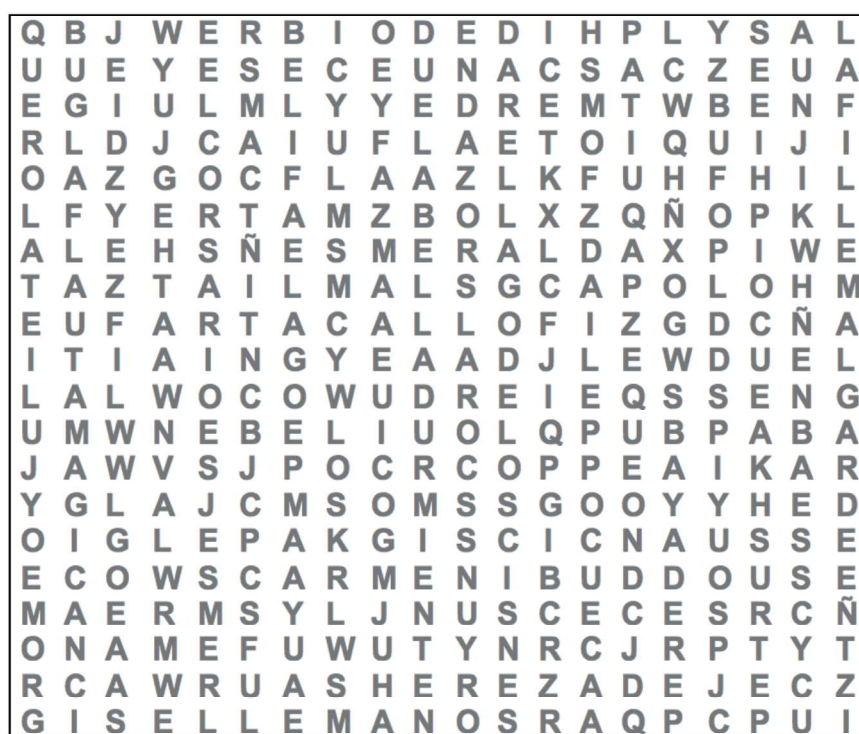 Q B J W E R B I O D E D I H P L Y S A L
U U E Y E S E C E U N A C S A C Z E U A
E G I U L M L Y Y E D R E M T W B E N F
R L D J C A I U F L A E T O I Q U I J I
O A Z G O C F L A A Z L K F U H F H I L
L F Y E R T A M Z B O L X Z Q Ñ O P K L
A L E H S Ñ E S M E R A L D A X P I W E
T A Z T A I L M A L S G C A P O L O H M
E U F A R T A C A L L O F I Z G D C Ñ A
I T I A I N G Y E A A D J L E W D U E L
L A L W O C O W U D R E I E Q S S E N G
U M W N E B E L I U O L Q P U B P A B A
J A W V S J P O C R C O P P E A I K A R
Y G L A J C M S O M S S G O O Y Y H E D
O I G L E P A K G I S C I C N A U S S E
E C O W S C A R M E N I B U D D O U S E
M A E R M S Y L J N U S C E C E S R C Ñ
O N A M E F U W U T Y N R C J R P T Y T
R C A W R U A S H E R E Z A D E J E C Z
G I S E L L E M A N O S R A Q P C P U I